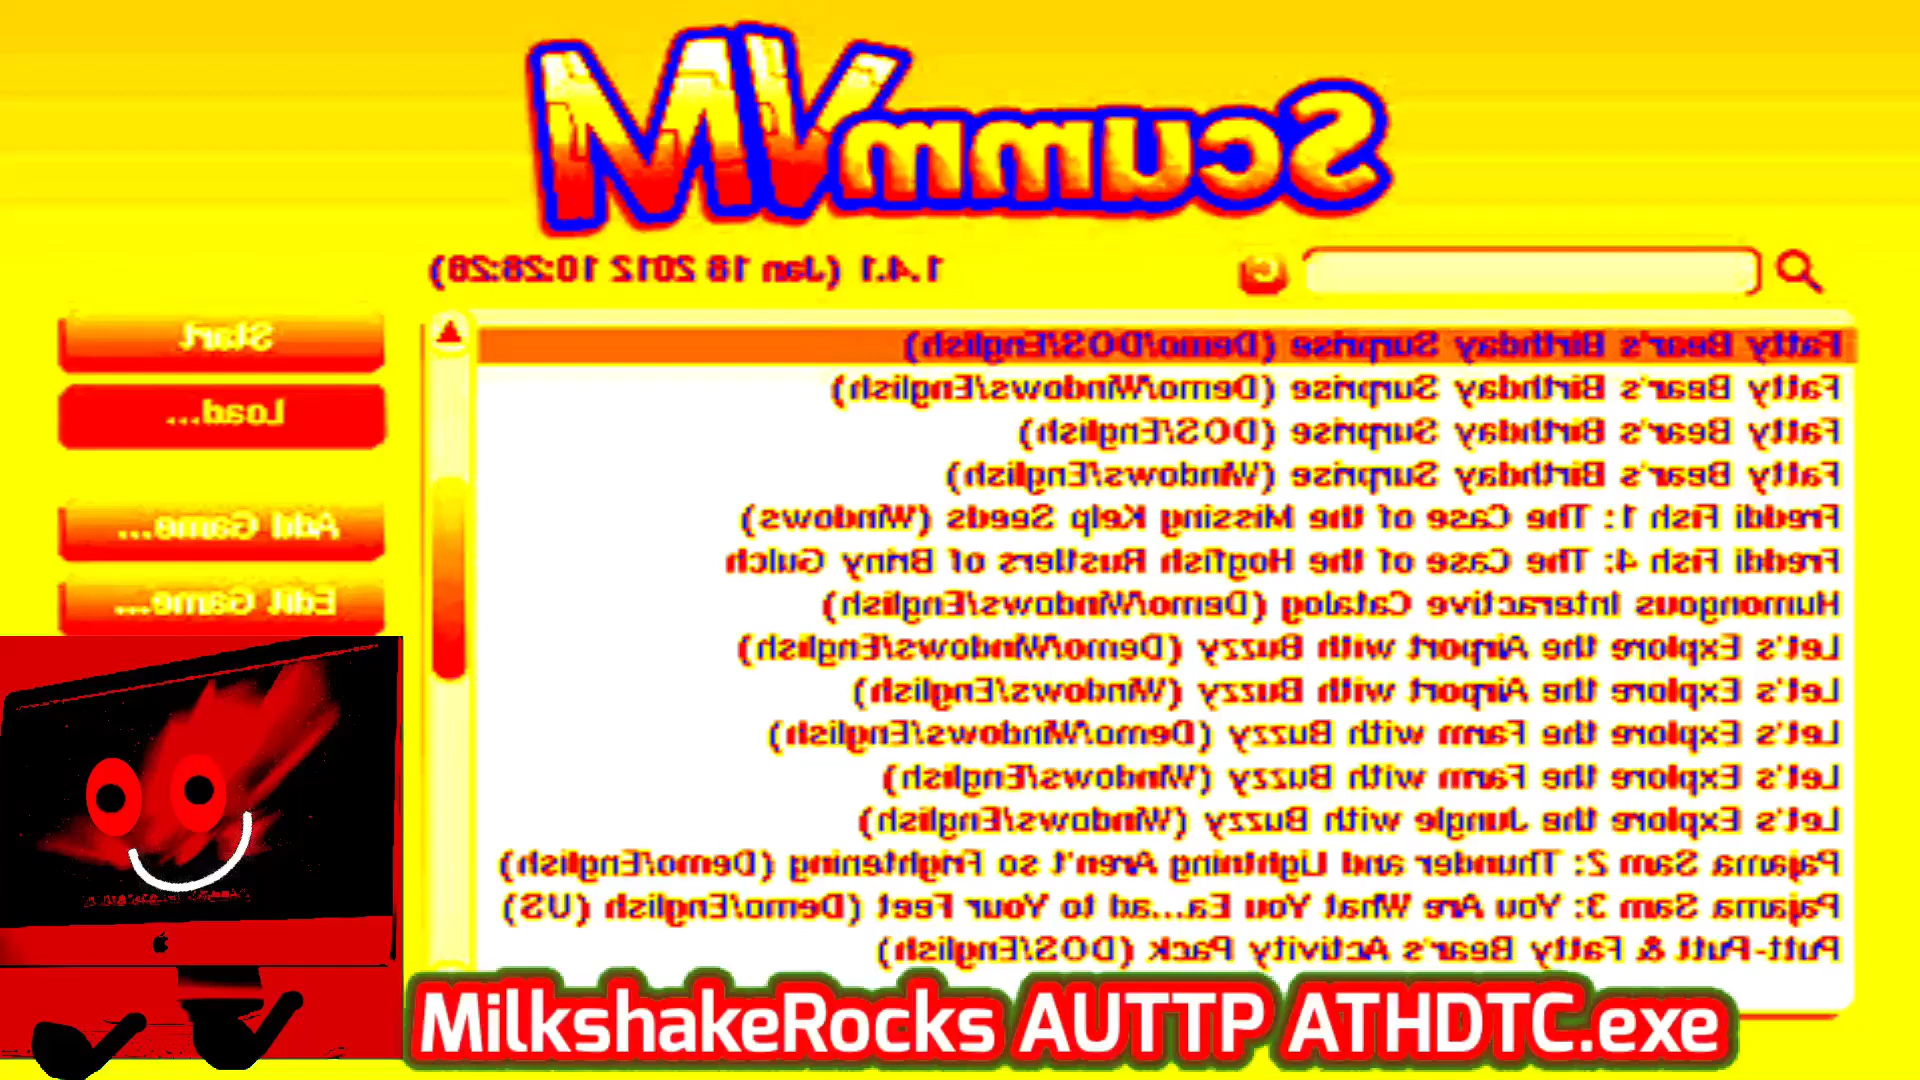 ScummVM
1.4.1 (Jan 18 2012 10:28:28)
C
Start
Load...
Add Game...
Edit Game...
Fatty Bear's Birthday Surprise (Demo/DOS/English)
Fatty Bear's Birthday Surprise (Demo/Windows/English)
Fatty Bear's Birthday Surprise (DOS/English)
Fatty Bear's Birthday Surprise (Windows/English)
Freddi Fish 1: The Case of the Missing Kelp Seeds (Windows)
Freddi Fish 4: The Case of the Hogfish Rustlers of Briny Gulch
Humongous Interactive Catalog (Demo/Windows/English)
Let's Explore the Airport with Buzzy (Demo/Windows/English)
Let's Explore the Airport with Buzzy (Windows/English)
Let's Explore the Farm with Buzzy (Demo/Windows/English)
Let's Explore the Farm with Buzzy (Windows/English)
Let's Explore the Jungle with Buzzy (Windows/English)
Pajama Sam 2: Thunder and Lightning Aren't so Frightening (Demo/English)
Pajama Sam 3: You Are What You Ea...ad to Your Feet (Demo/English (US)
Putt-Putt & Fatty Bear's Activity Pack (DOS/English)
MilkshakeRocks AUTTP ATHDTC.exe